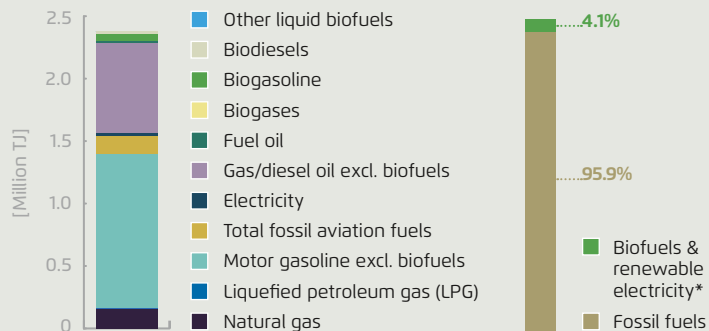 [Million TJ]
2.5
2.0
1.5
1.0
0.5
0
Other liquid biofuels
Biodiesels
Biogasoline
Biogases
Fuel oil
Gas/diesel oil excl. biofuels
Electricity
Total fossil aviation fuels
Motor gasoline excl. biofuels
Liquefied petroleum gas (LPG)
Natural gas
4.1%
95.9%
Biofuels &
renewable
electricity*
Fossil fuels